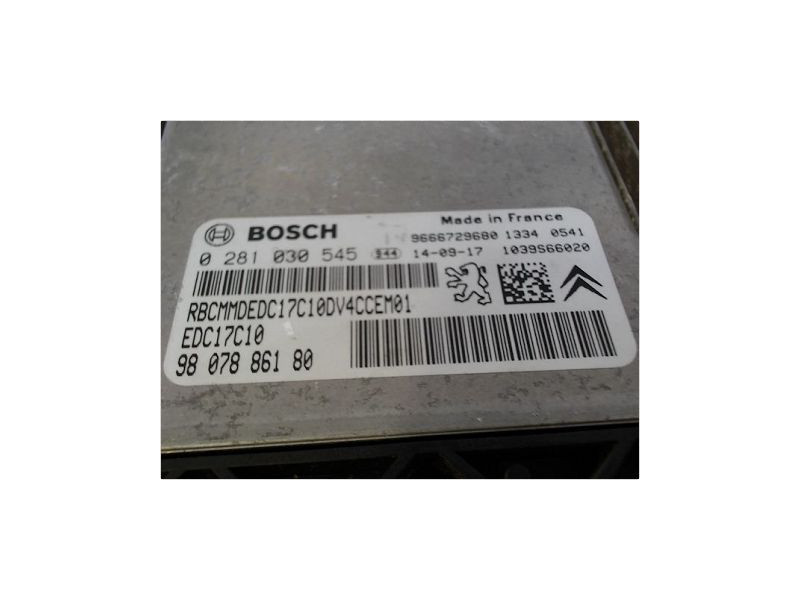 Made in France
BOSCH
9666729680 1334 0541
0 281 030 545 S44 14-09-17 1039S66020
RBCMMDEDC17C10DV4CCEM01
EDC17C10
98 078 861 80